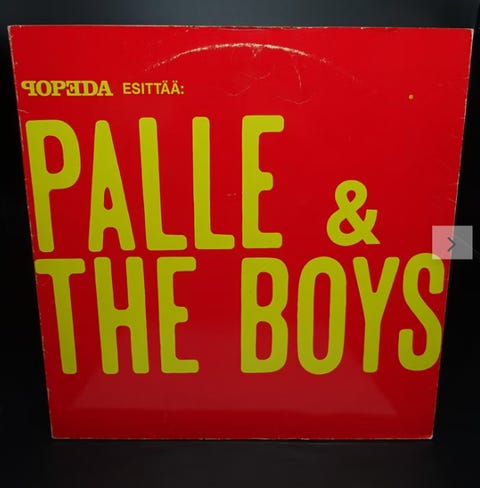 POPEDA ESITTÄÄ:
PALLE &
THE BOYS